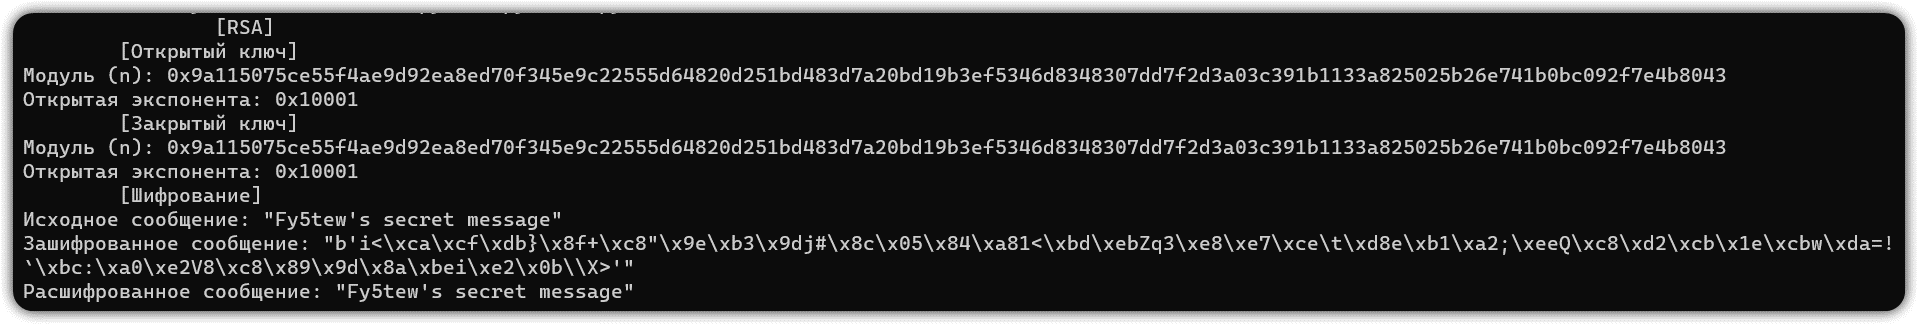 [RSA]
[Открытый ключ]
Модуль (n): 0x9a115075ce55f4ae9d92ea8ed70f345e9c22555d64820d251bd483d7a20bd19b3ef5346d8348307dd7f2d3a03c391b1133a825025b26e741b0bc092f7e4b8043
Открытая экспонента: 0x10001
[Закрытый ключ]
Модуль (n): 0x9a115075ce55f4ae9d92ea8ed70f345e9c22555d64820d251bd483d7a20bd19b3ef5346d8348307dd7f2d3a03c391b1133a825025b26e741b0bc092f7e4b8043
Открытая экспонента: 0x10001
[Шифрование]
Исходное сообщение: "Fy5tew's secret message"
Зашифрованное сообщение: "b'i<\xca\xcf\xdb}\x8f+\xc8"\x9e\xb3\x9dj#\x8c\x05\x84\xa81<\xbd\xebZq3\xe8\xe7\xce\t\xd8e\xb1\xa2;\xeeQ\xc8\xd2\xcb\x1e\xcbw\xda=!
`\xbc:\xa0\xe2V8\xc8\x89\x9d\x8a\xbei\xe2\x0b\\X>'"
Расшифрованное сообщение: "Fy5tew's secret message"